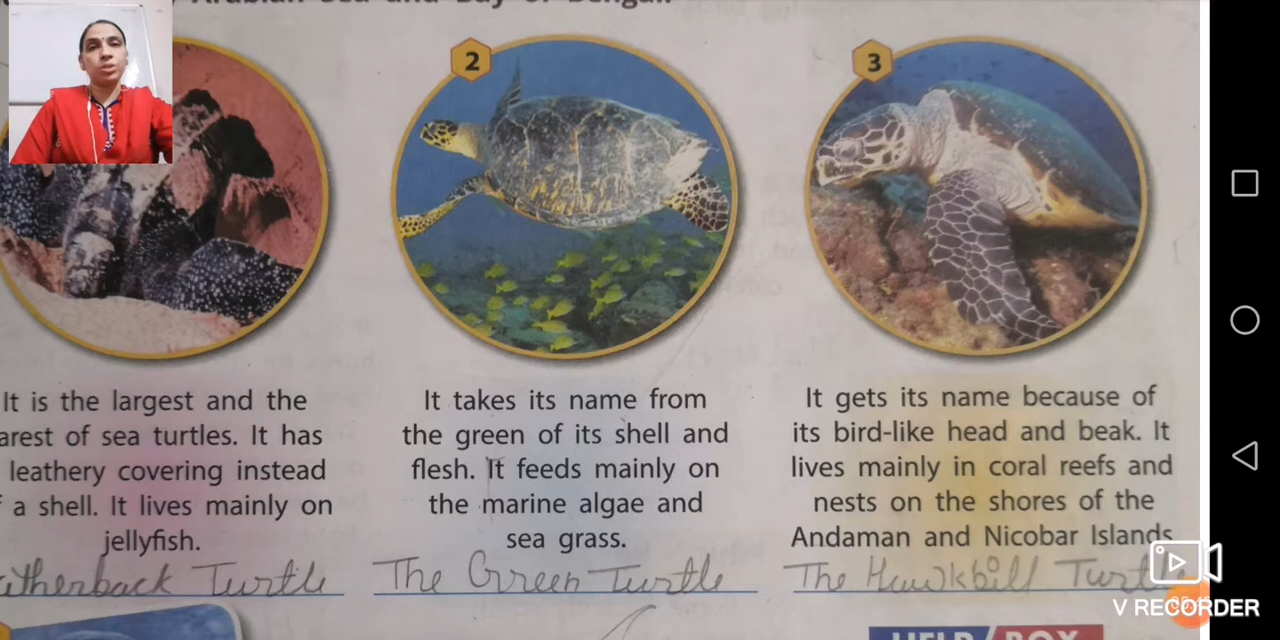 Arabian Sea and Bay of Bengal.
2
3
It is the largest and the
arest of sea turtles. It has
leathery covering instead
a shell. It lives mainly on
jellyfish.
atherback Turtle
It takes its name from
the green of its shell and
flesh. It feeds mainly on
the marine algae and
sea grass.
The Green Turtle
It gets its name because of
its bird-like head and beak. It
lives mainly in coral reefs and
nests on the shores of the
Andaman and Nicobar Islands
The Hawkbill Turtle
V RECORDER
HELP BOX